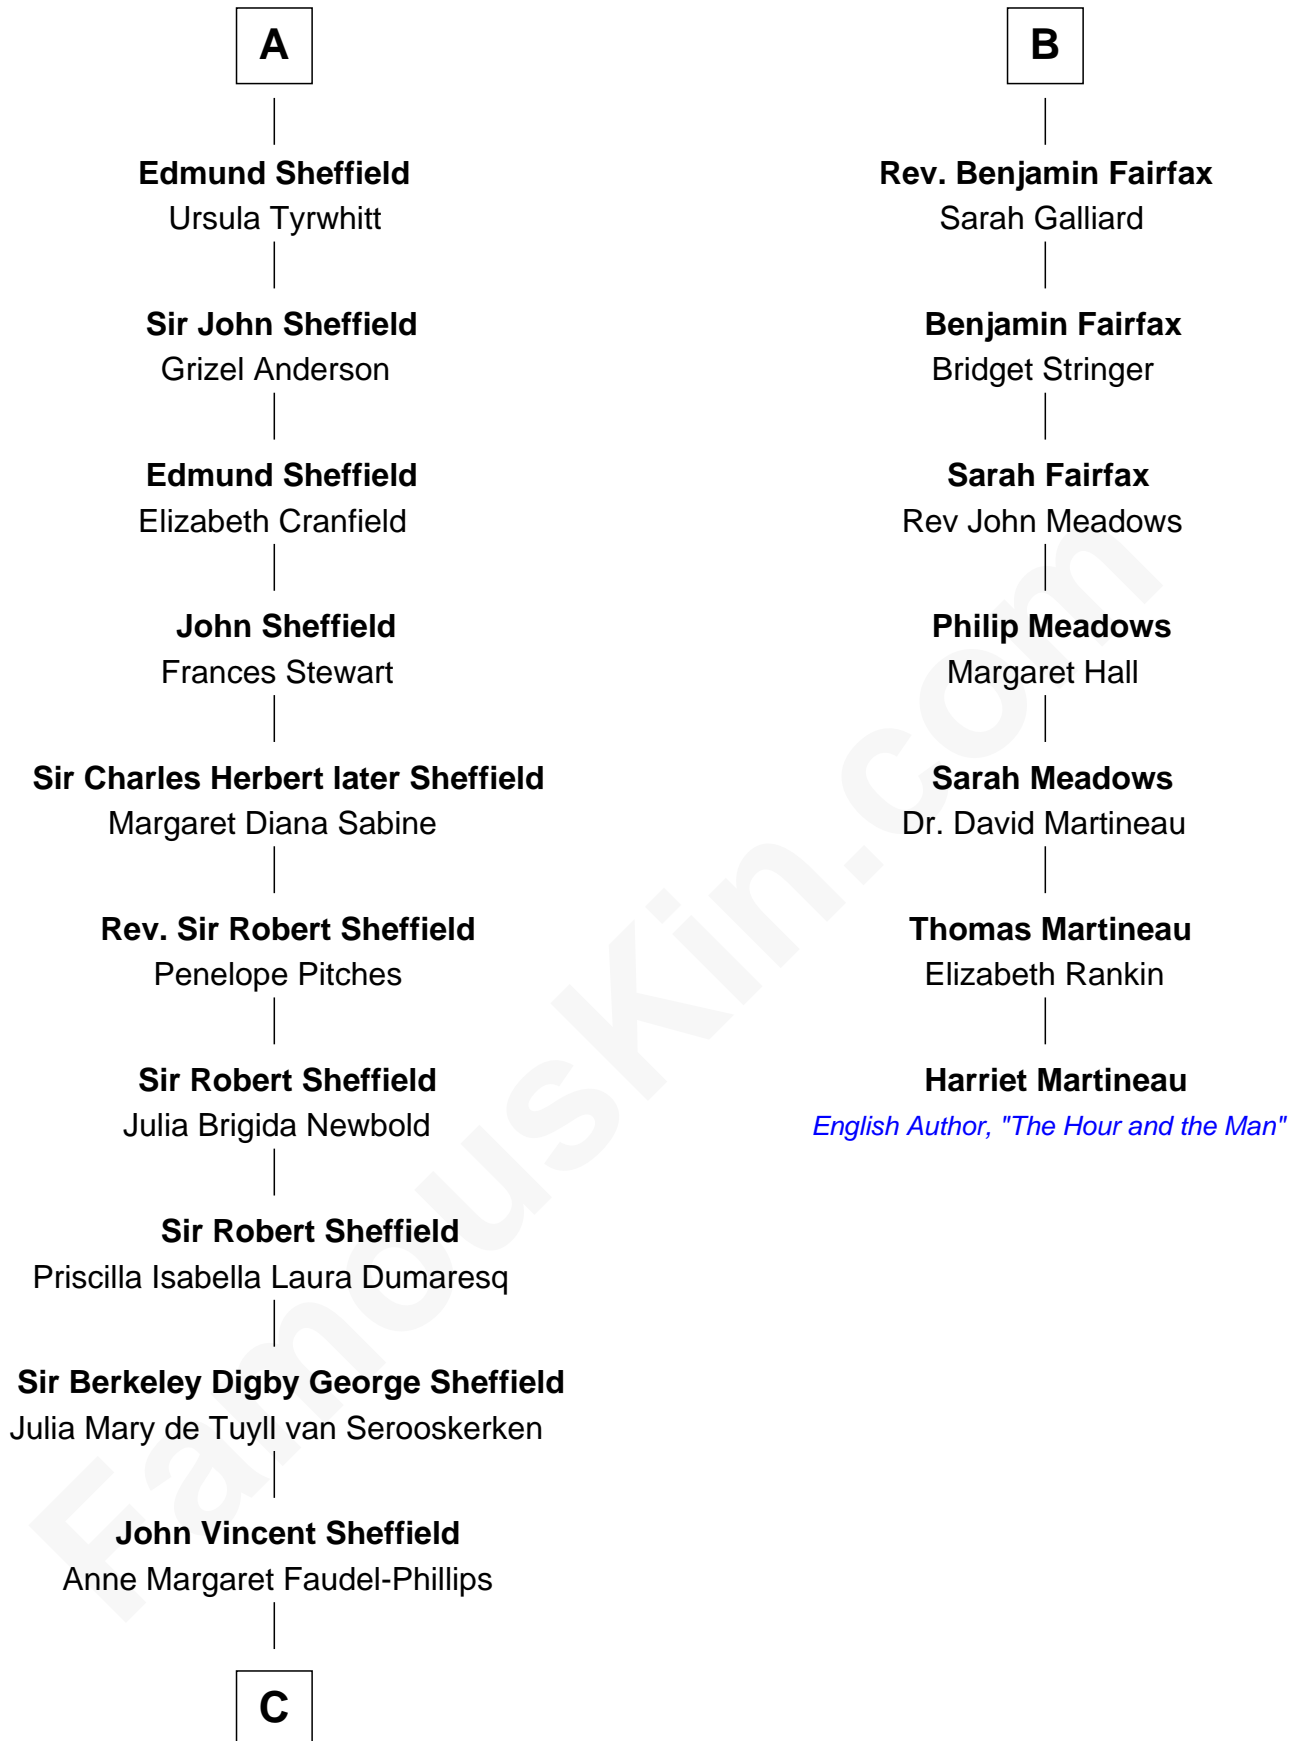 A
Edmund Sheffield
Ursula Tyrwhitt
Sir John Sheffield
Grizel Anderson
Edmund Sheffield
Elizabeth Cranfield
John Sheffield
Frances Stewart
Sir Charles Herbert later Sheffield
Margaret Diana Sabine
Rev. Sir Robert Sheffield
Penelope Pitches
Sir Robert Sheffield
Julia Brigida Newbold
Sir Robert Sheffield
Priscilla Isabella Laura Dumaresq
Sir Berkeley Digby George Sheffield
Julia Mary de Tuyll van Serooskerken
John Vincent Sheffield
Anne Margaret Faudel-Phillips
C
B
Rev. Benjamin Fairfax
Sarah Galliard
Benjamin Fairfax
Bridget Stringer
Sarah Fairfax
Rev John Meadows
Philip Meadows
Margaret Hall
Sarah Meadows
Dr. David Martineau
Thomas Martineau
Elizabeth Rankin
Harriet Martineau
English Author, "The Hour and the Man"
FamousKin.com